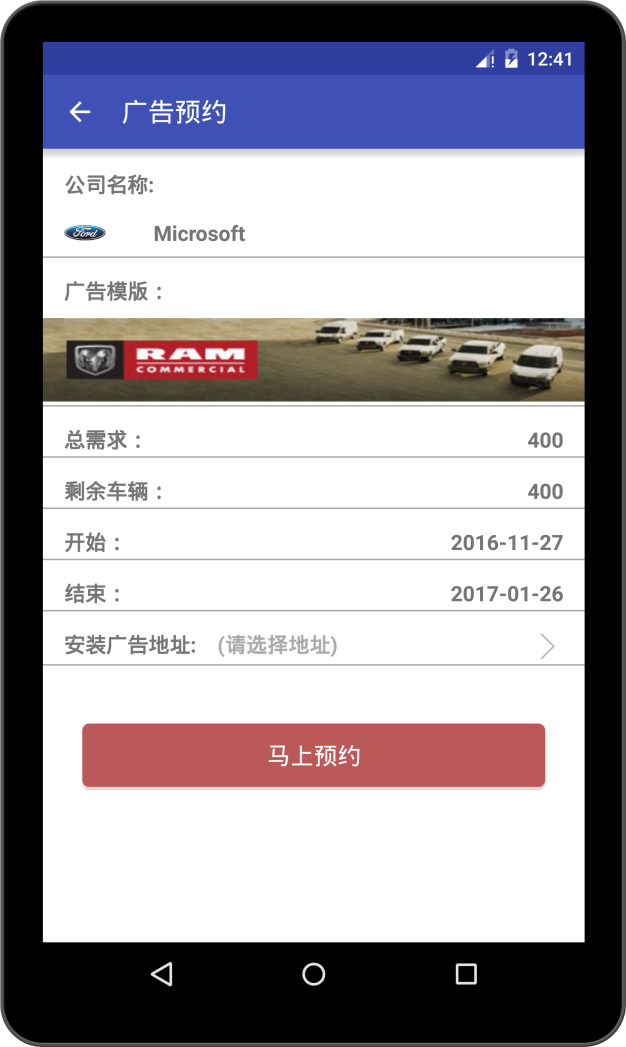 12:41
广告预约
公司名称:
Ford Microsoft
广告模版：
RAM
COMMERCIAL
总需求： 400
剩余车辆： 400
开始： 2016-11-27
结束： 2017-01-26
安装广告地址: (请选择地址)
马上预约